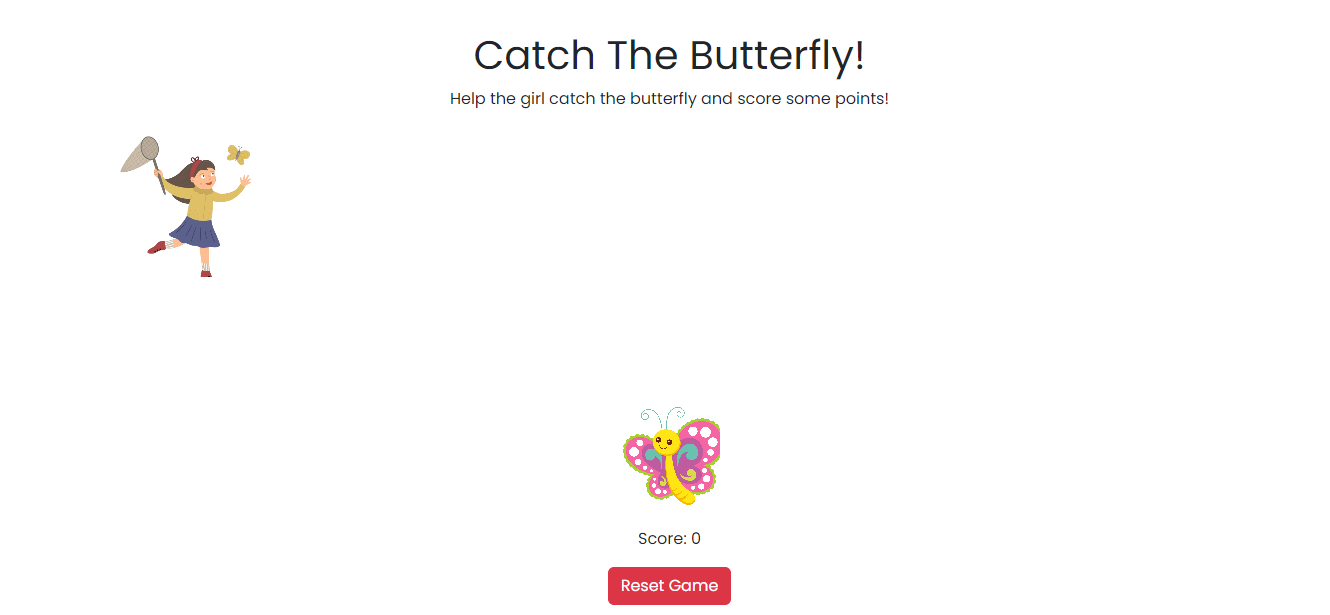 Catch The Butterfly!
Help the girl catch the butterfly and score some points!
Score: 0
Reset Game